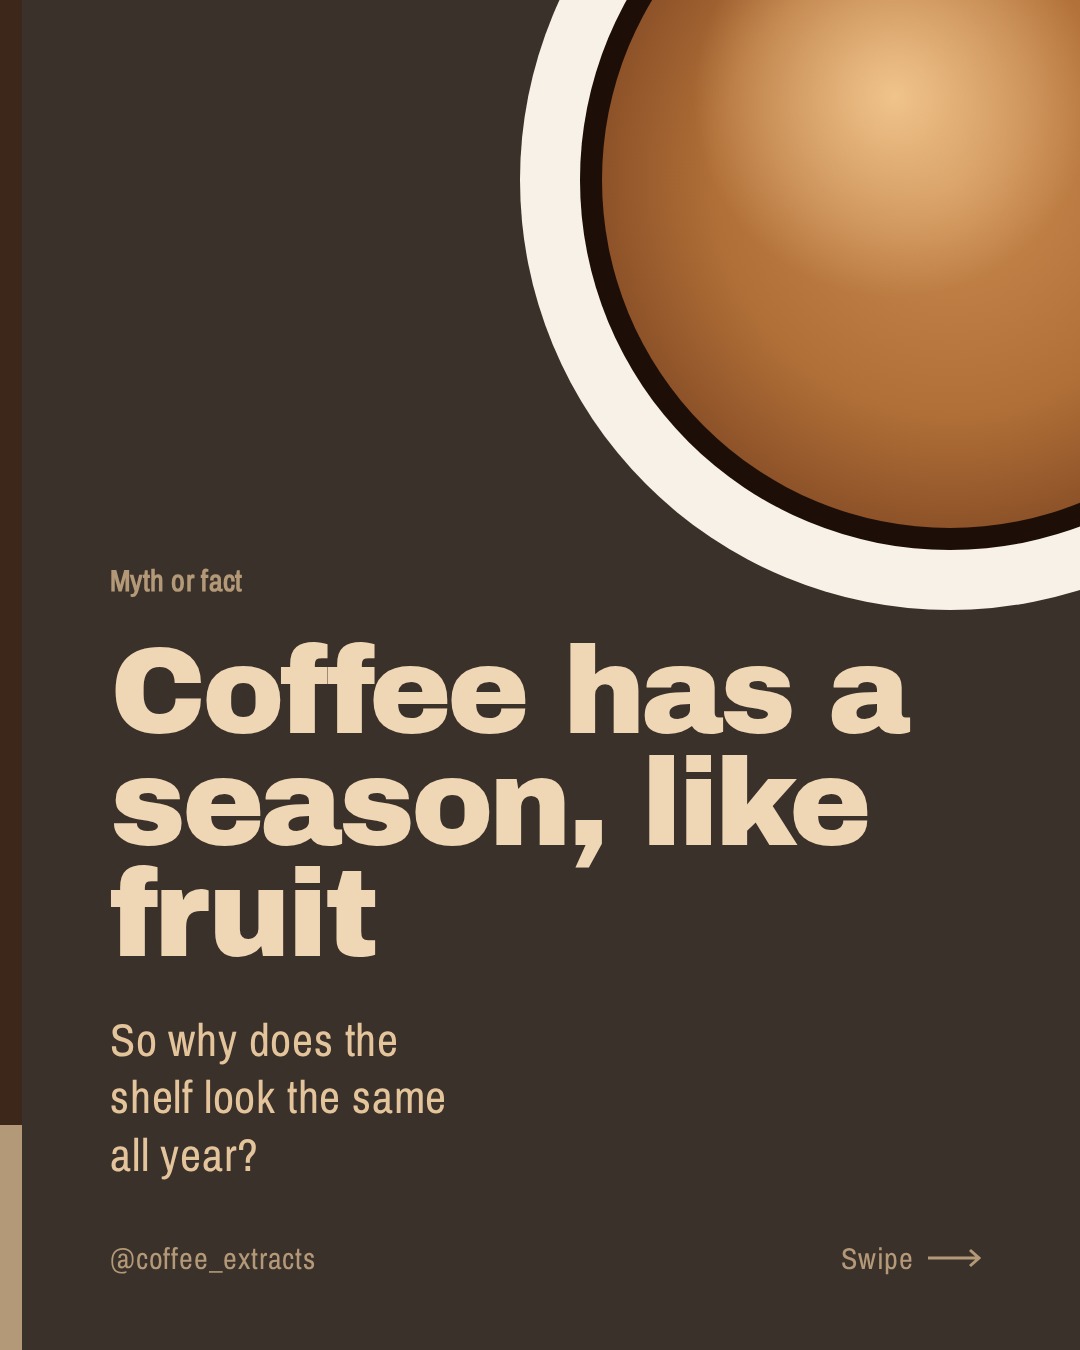 Myth or fact
Coffee has a
season, like
fruit
So why does the
shelf look the same
all year?
@coffee_extracts
Swipe